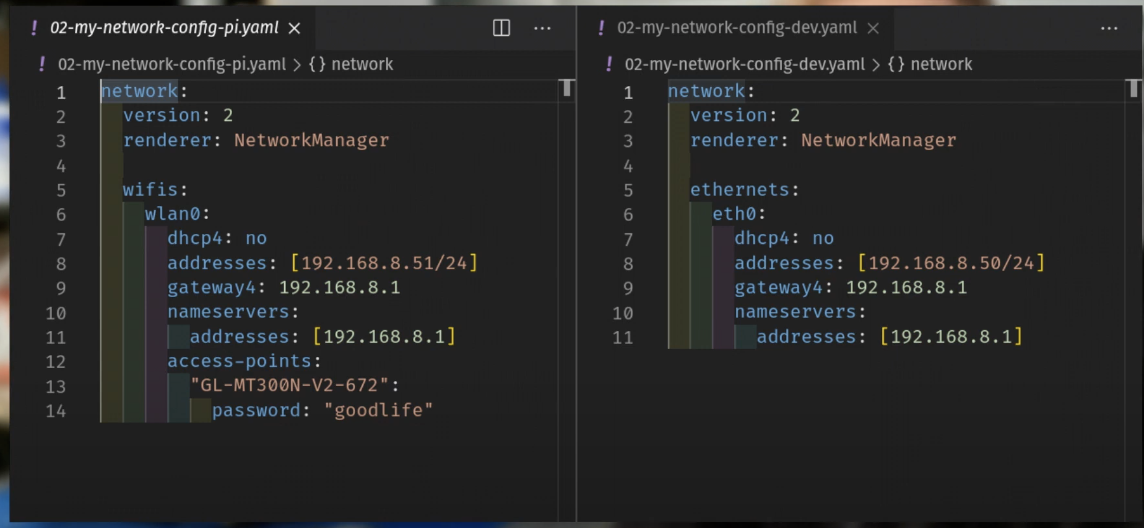 ! 02-my-network-config-pi.yaml ×
! 02-my-network-config-pi.yaml > {} network
1 network:
2   version: 2
3   renderer: NetworkManager
4
5   wifis:
6     wlan0:
7       dhcp4: no
8       addresses: [192.168.8.51/24]
9       gateway4: 192.168.8.1
10       nameservers:
11         addresses: [192.168.8.1]
12       access-points:
13         "GL-MT300N-V2-672":
14           password: "goodlife"
! 02-my-network-config-dev.yaml ×
! 02-my-network-config-dev.yaml > {} network
1 network:
2   version: 2
3   renderer: NetworkManager
4
5   ethernets:
6     eth0:
7       dhcp4: no
8       addresses: [192.168.8.50/24]
9       gateway4: 192.168.8.1
10       nameservers:
11         addresses: [192.168.8.1]